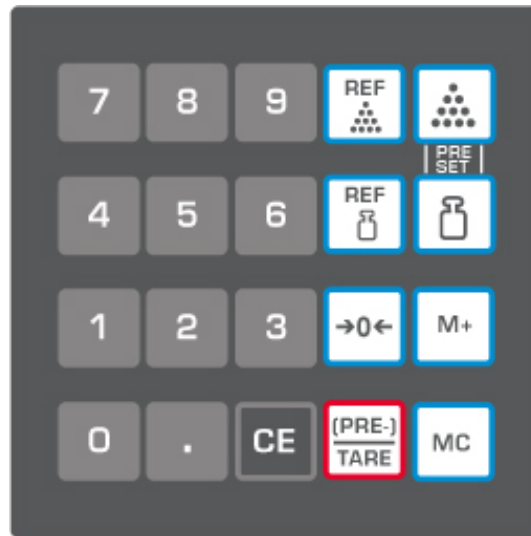 7 8 9 REF
PRE
SET
4 5 6 REF
1 2 3 →0← M+
0 . CE (PRE-)
TARE MC